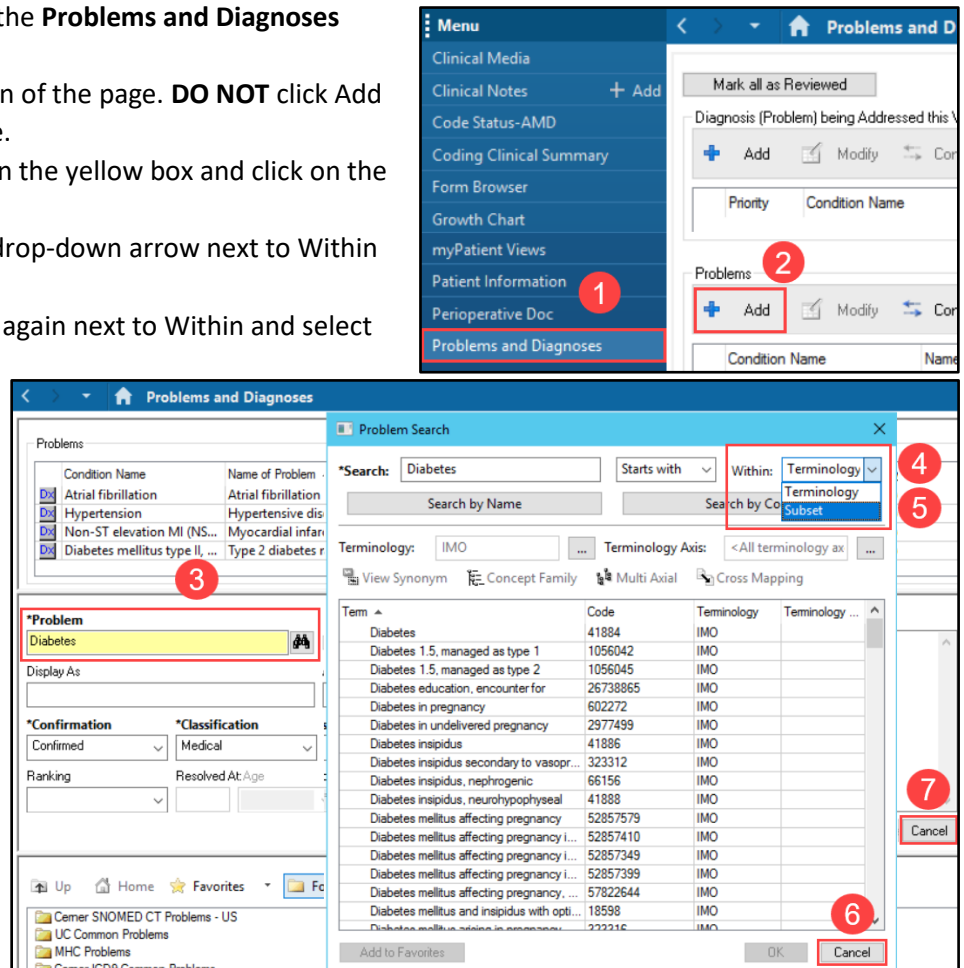 the Problems and Diagnoses
n of the page. DO NOT click Add
e.
n the yellow box and click on the
drop-down arrow next to Within
again next to Within and select
Menu
Clinical Media
Clinical Notes + Add
Code Status-AMD
Coding Clinical Summary
Form Browser
Growth Chart
myPatient Views
Patient Information
1
Perioperative Doc
Problems and Diagnoses
Problems and D
Mark all as Reviewed
Diagnosis (Problem) being Addressed this V
Add Modify Cor
Priority Condition Name
Problems
2
Add Modify Cor
Condition Name Name
Problems and Diagnoses
Problems
Condition Name Name of Problem
Dx Atrial fibrillation Atrial fibrillation
Dx Hypertension Hypertensive dis
Dx Non-ST elevation MI (NS... Myocardial infar
Dx Diabetes mellitus type II, ... Type 2 diabetes r
3
*Problem
Diabetes
Display As
*Confirmation *Classification
Confirmed Medical
Ranking Resolved At: Age
Up Home Favorites Fo
Cerner SNOMED CT Problems - US
UC Common Problems
MHC Problems
Cerner ICD9 Common Problems
Problem Search
*Search: Diabetes Starts with Within: Terminology
4
Terminology
Subset
5
Search by Name Search by Co
Terminology: IMO ... Terminology Axis: <All terminology ax ...
View Synonym Concept Family Multi Axial Cross Mapping
Term Code Terminology Terminology ...
Diabetes 41884 IMO
Diabetes 1.5, managed as type 1 1056042 IMO
Diabetes 1.5, managed as type 2 1056045 IMO
Diabetes education, encounter for 26738865 IMO
Diabetes in pregnancy 602272 IMO
Diabetes in undelivered pregnancy 2977499 IMO
Diabetes insipidus 41886 IMO
Diabetes insipidus secondary to vasopr... 323312 IMO
Diabetes insipidus, nephrogenic 66156 IMO
Diabetes insipidus, neurohypophyseal 41888 IMO
Diabetes mellitus affecting pregnancy 52857579 IMO
Diabetes mellitus affecting pregnancy i... 52857410 IMO
Diabetes mellitus affecting pregnancy i... 52857349 IMO
Diabetes mellitus affecting pregnancy i... 52857399 IMO
Diabetes mellitus affecting pregnancy, ... 57822644 IMO
Diabetes mellitus and insipidus with opti... 18598 IMO
Diabetes mellitus arising in pregnancy 323316 IMO
6
Add to Favorites OK Cancel
7
Cancel